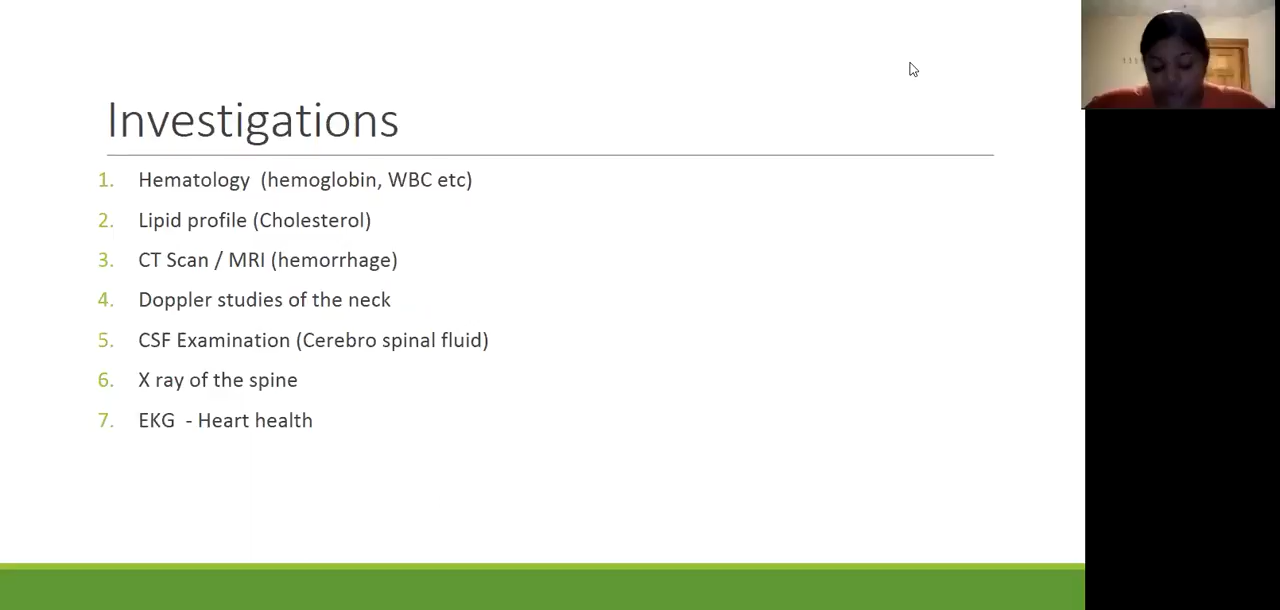 Investigations
1. Hematology (hemoglobin, WBC etc)
2. Lipid profile (Cholesterol)
3. CT Scan / MRI (hemorrhage)
4. Doppler studies of the neck
5. CSF Examination (Cerebro spinal fluid)
6. X ray of the spine
7. EKG - Heart health